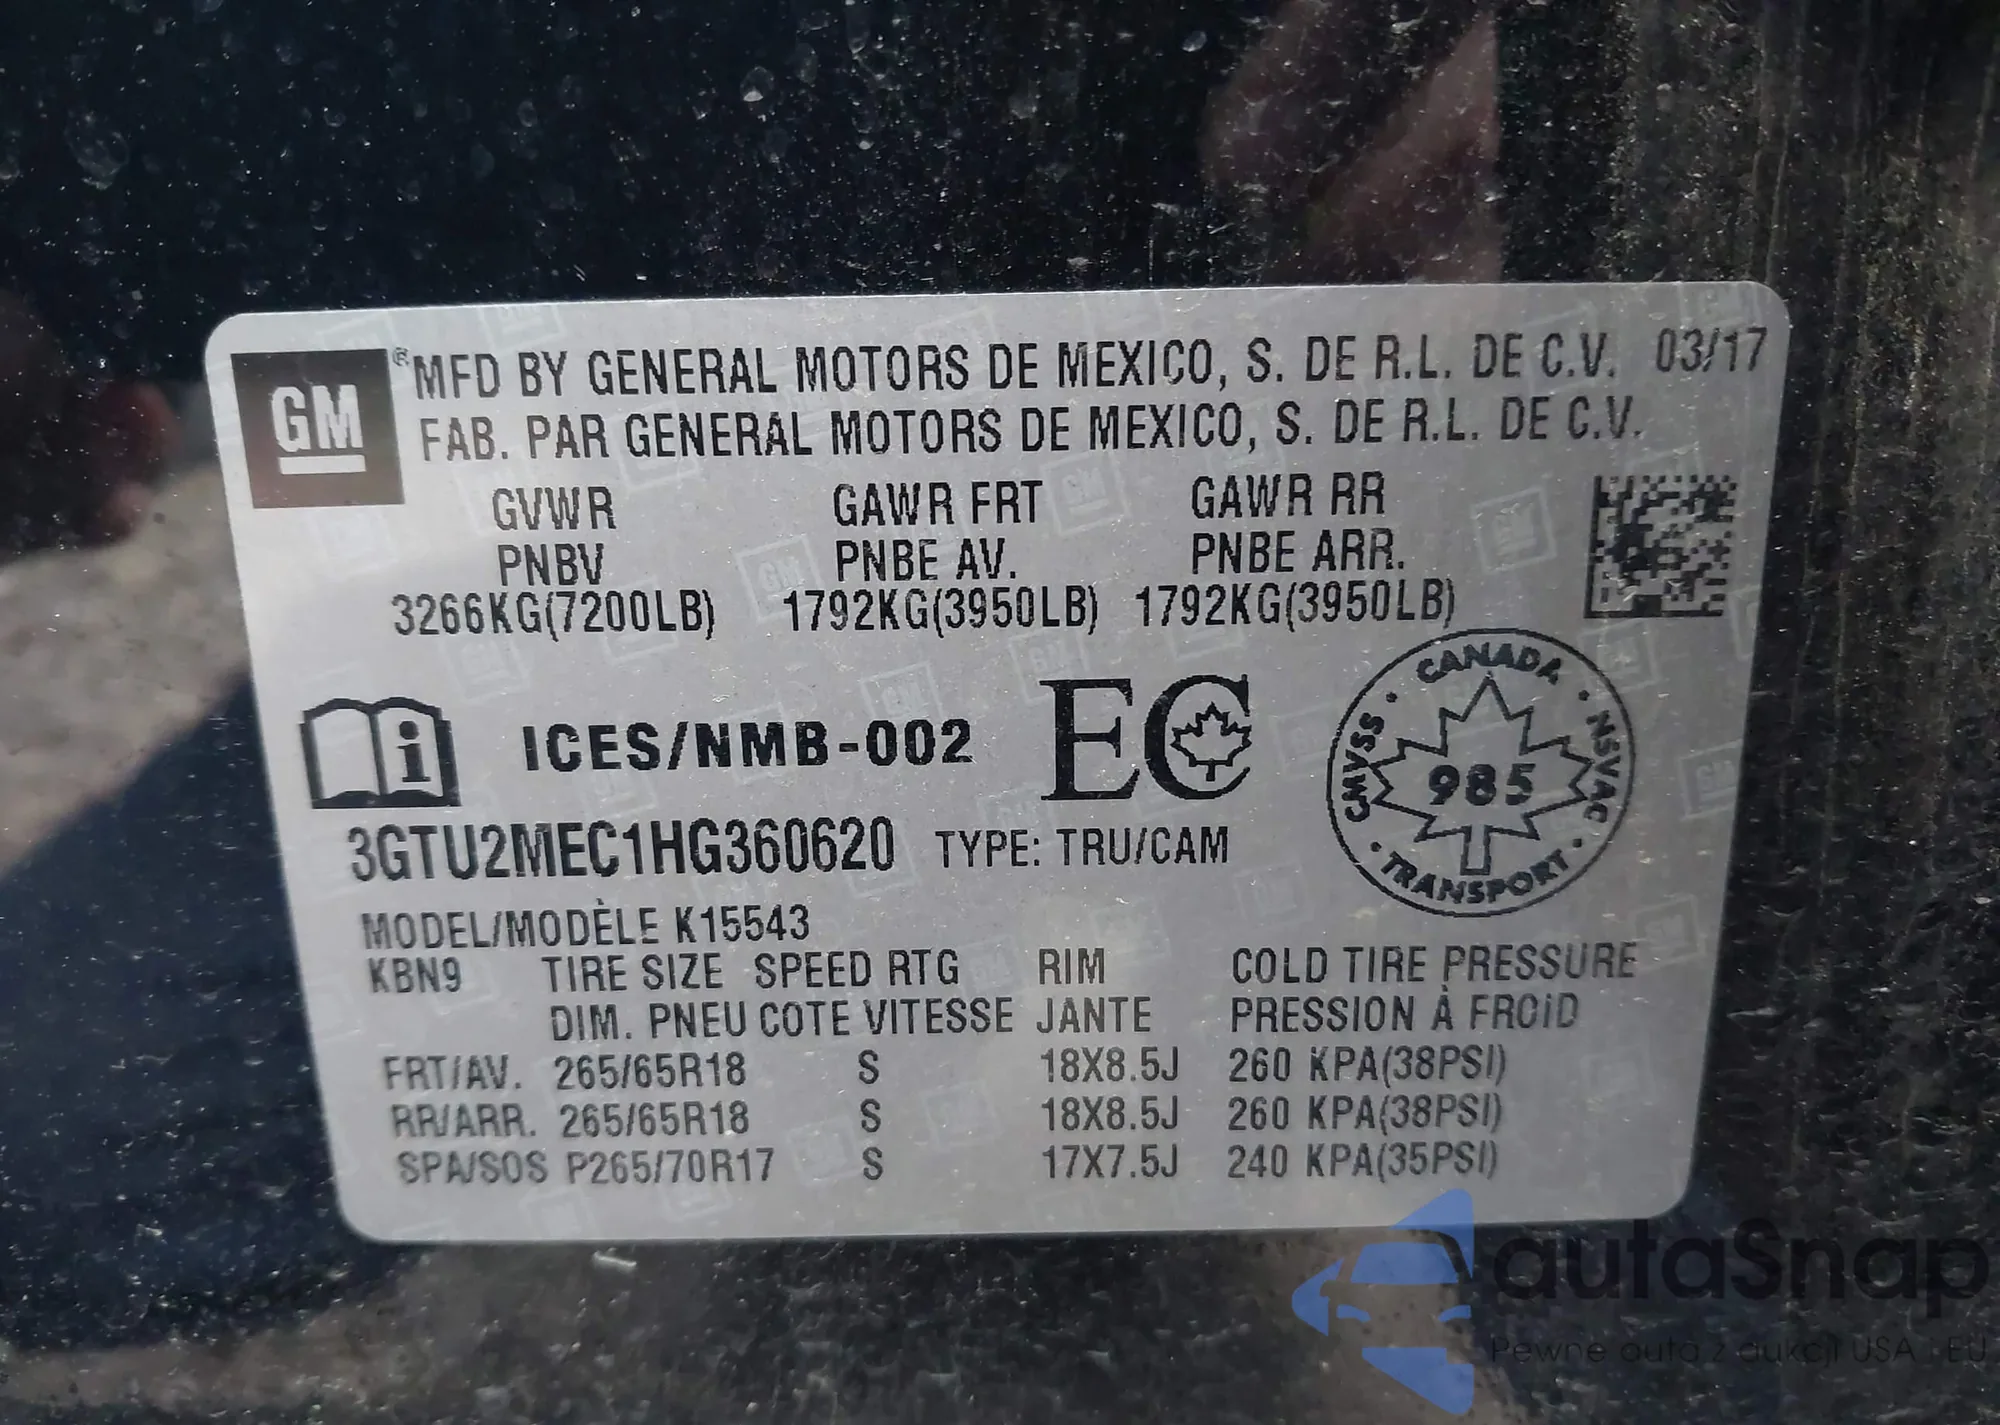 GM ® MFD BY GENERAL MOTORS DE MEXICO, S. DE R.L. DE C.V. 03/17
FAB. PAR GENERAL MOTORS DE MEXICO, S. DE R.L. DE C.V.
GVWR GAWR FRT GAWR RR
PNBV PNBE AV. PNBE ARR.
3266KG(7200LB) 1792KG(3950LB) 1792KG(3950LB)
i ICES/NMB-002 EC
CANADA · NSVAC · TRANSPORT · CMVSS ·
985
3GTU2MEC1HG360620 TYPE: TRU/CAM
MODEL/MODÈLE K15543
KBN9 TIRE SIZE SPEED RTG RIM COLD TIRE PRESSURE
DIM. PNEU COTE VITESSE JANTE PRESSION À FROID
FRT/AV. 265/65R18 S 18X8.5J 260 KPA(38PSI)
RR/ARR. 265/65R18 S 18X8.5J 260 KPA(38PSI)
SPA/SOS P265/70R17 S 17X7.5J 240 KPA(35PSI)
autaSnap
Pewne auta z aukcji USA i EU